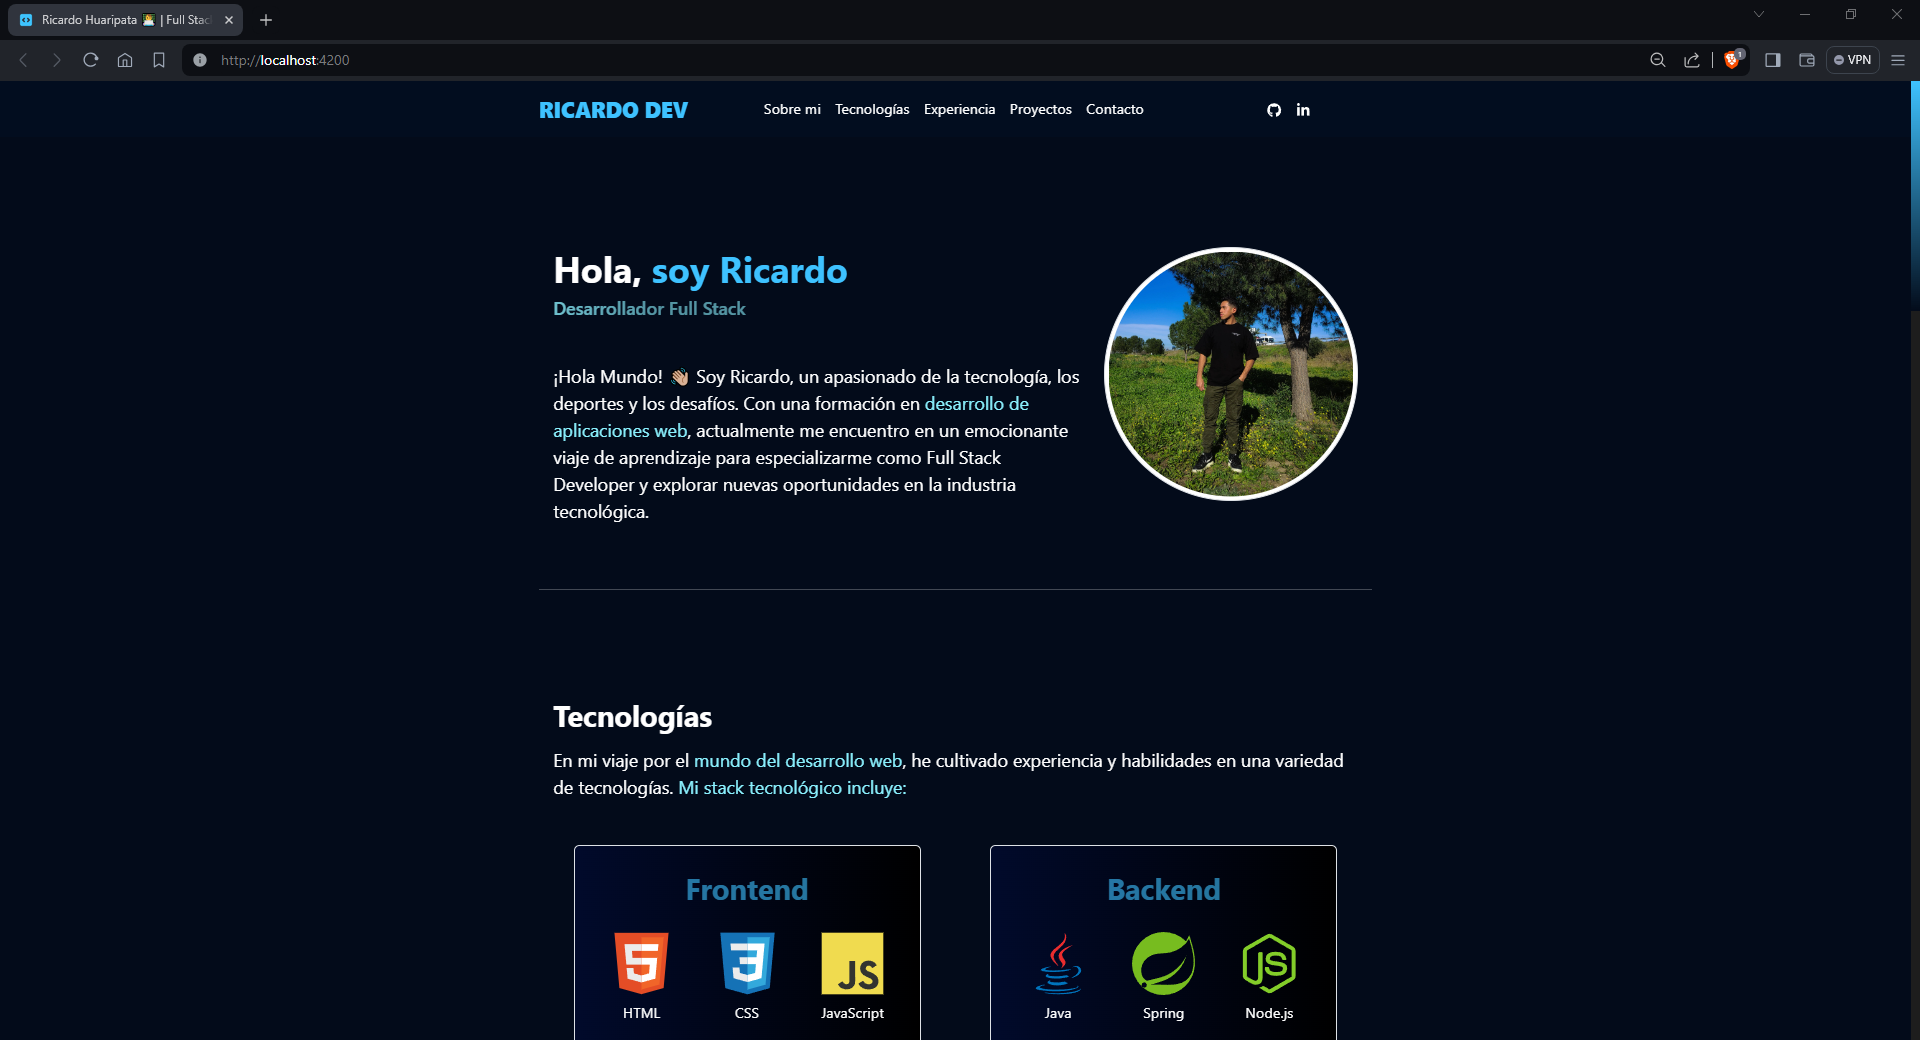 Ricardo Huaripata 👨‍💻 | Full Stac
http://localhost:4200
1
VPN
RICARDO DEV
Sobre mi Tecnologías Experiencia Proyectos Contacto
in
Hola, soy Ricardo
Desarrollador Full Stack
¡Hola Mundo! 👋🏼 Soy Ricardo, un apasionado de la tecnología, los
deportes y los desafíos. Con una formación en desarrollo de
aplicaciones web, actualmente me encuentro en un emocionante
viaje de aprendizaje para especializarme como Full Stack
Developer y explorar nuevas oportunidades en la industria
tecnológica.
Tecnologías
En mi viaje por el mundo del desarrollo web, he cultivado experiencia y habilidades en una variedad
de tecnologías. Mi stack tecnológico incluye:
Frontend
5
3
JS
HTML CSS JavaScript
Backend
JS
Java Spring Node.js